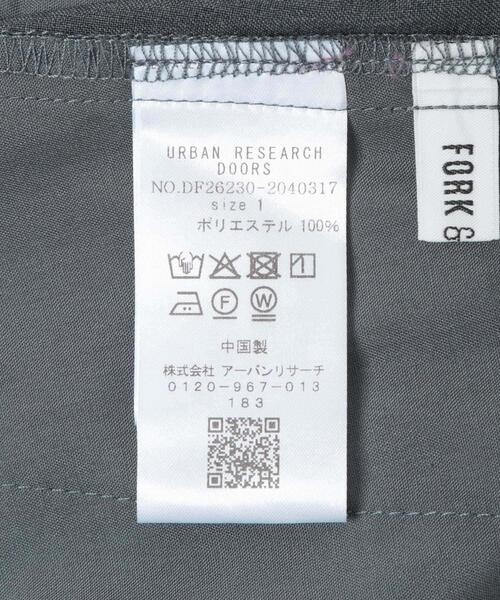 URBAN RESEARCH
DOORS
NO.DF26230-2040317
size 1
ポリエステル 100%
F
W
中国製
株式会社 アーバンリサーチ
0120-967-013
183
FORK &